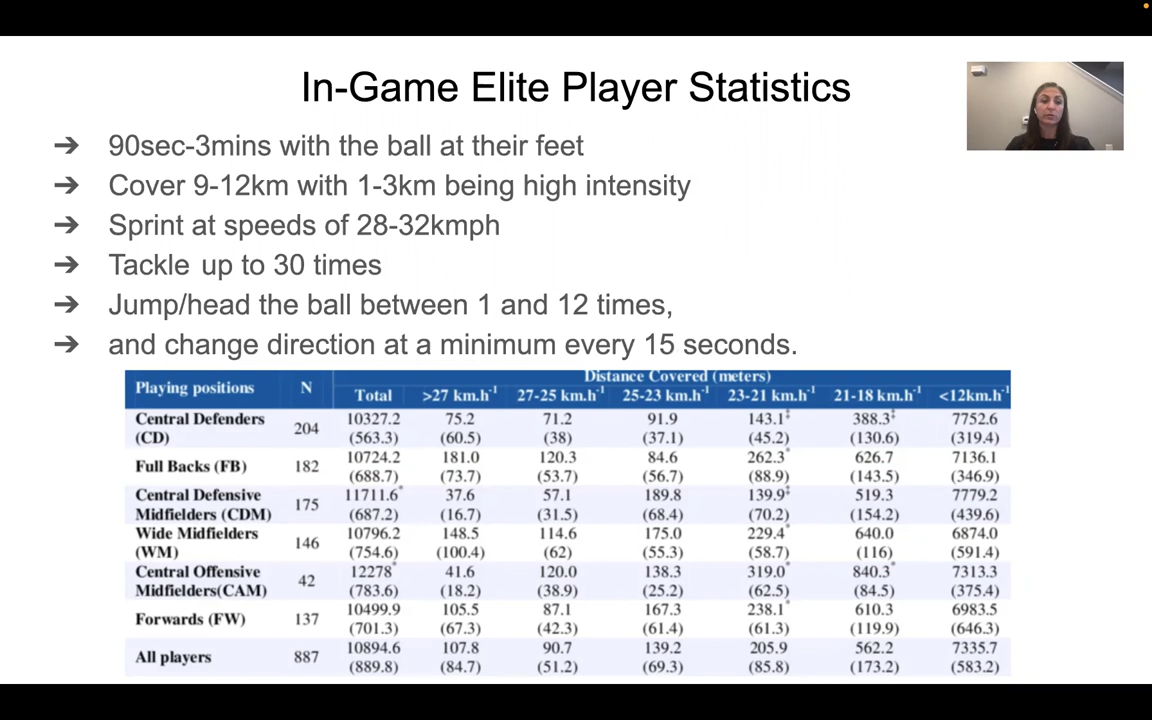 In-Game Elite Player Statistics
➔ 90sec-3mins with the ball at their feet
➔ Cover 9-12km with 1-3km being high intensity
➔ Sprint at speeds of 28-32kmph
➔ Tackle up to 30 times
➔ Jump/head the ball between 1 and 12 times,
➔ and change direction at a minimum every 15 seconds.
Distance Covered (meters)
Playing positions N Total >27 km.h-1 27-25 km.h-1 25-23 km.h-1 23-21 km.h-1 21-18 km.h-1 <12km.h-1
Central Defenders (CD) 204 10327.2 (563.3) 75.2 (60.5) 71.2 (38) 91.9 (37.1) 143.1‡ (45.2) 388.3‡ (130.6) 7752.6 (319.4)
Full Backs (FB) 182 10724.2 (688.7) 181.0 (73.7) 120.3 (53.7) 84.6 (56.7) 262.3* (88.9) 626.7 (143.5) 7136.1 (346.9)
Central Defensive Midfielders (CDM) 175 11711.6* (687.2) 37.6 (16.7) 57.1 (31.5) 189.8 (68.4) 139.9‡ (70.2) 519.3 (154.2) 7779.2 (439.6)
Wide Midfielders (WM) 146 10796.2 (754.6) 148.5 (100.4) 114.6 (62) 175.0 (55.3) 229.4* (58.7) 640.0 (116) 6874.0 (591.4)
Central Offensive Midfielders(CAM) 42 12278* (783.6) 41.6 (18.2) 120.0 (38.9) 138.3 (25.2) 319.0* (62.5) 840.3* (84.5) 7313.3 (375.4)
Forwards (FW) 137 10499.9 (701.3) 105.5 (67.3) 87.1 (42.3) 167.3 (61.4) 238.1* (61.3) 610.3 (119.9) 6983.5 (646.3)
All players 887 10894.6 (889.8) 107.8 (84.7) 90.7 (51.2) 139.2 (69.3) 205.9 (85.8) 562.2 (173.2) 7335.7 (583.2)